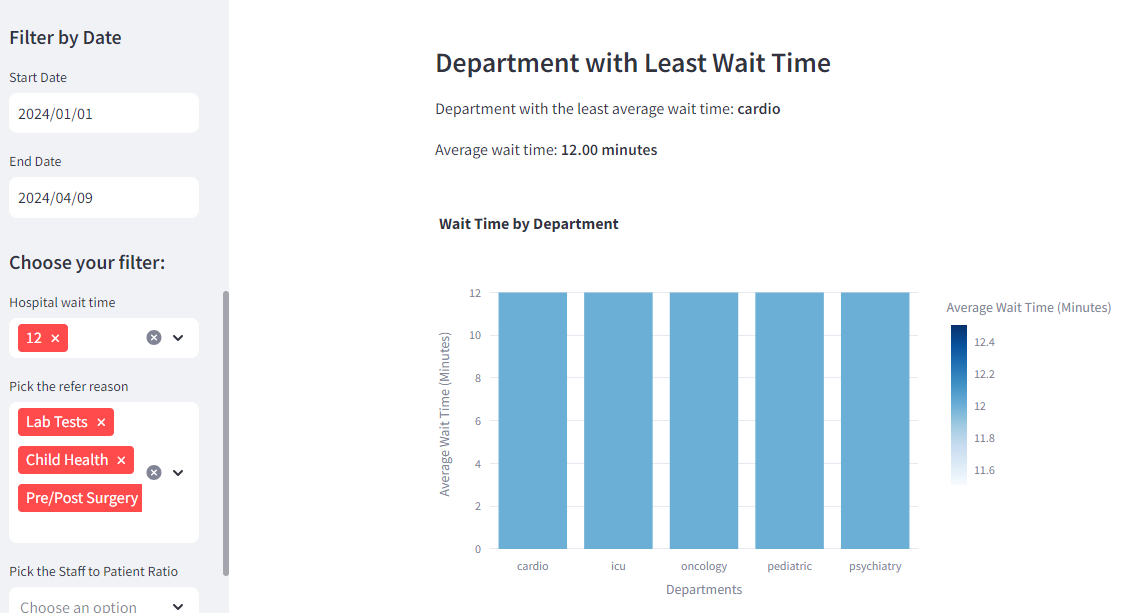 Filter by Date
Start Date
2024/01/01
End Date
2024/04/09
Choose your filter:
Hospital wait time
12 ×
Pick the refer reason
Lab Tests ×
Child Health ×
Pre/Post Surgery
Pick the Staff to Patient Ratio
Choose an option
Department with Least Wait Time
Department with the least average wait time: cardio
Average wait time: 12.00 minutes
Wait Time by Department
Average Wait Time (Minutes)
12
10
8
6
4
2
0
cardio icu oncology pediatric psychiatry
Departments
Average Wait Time (Minutes)
12.4
12.2
12
11.8
11.6